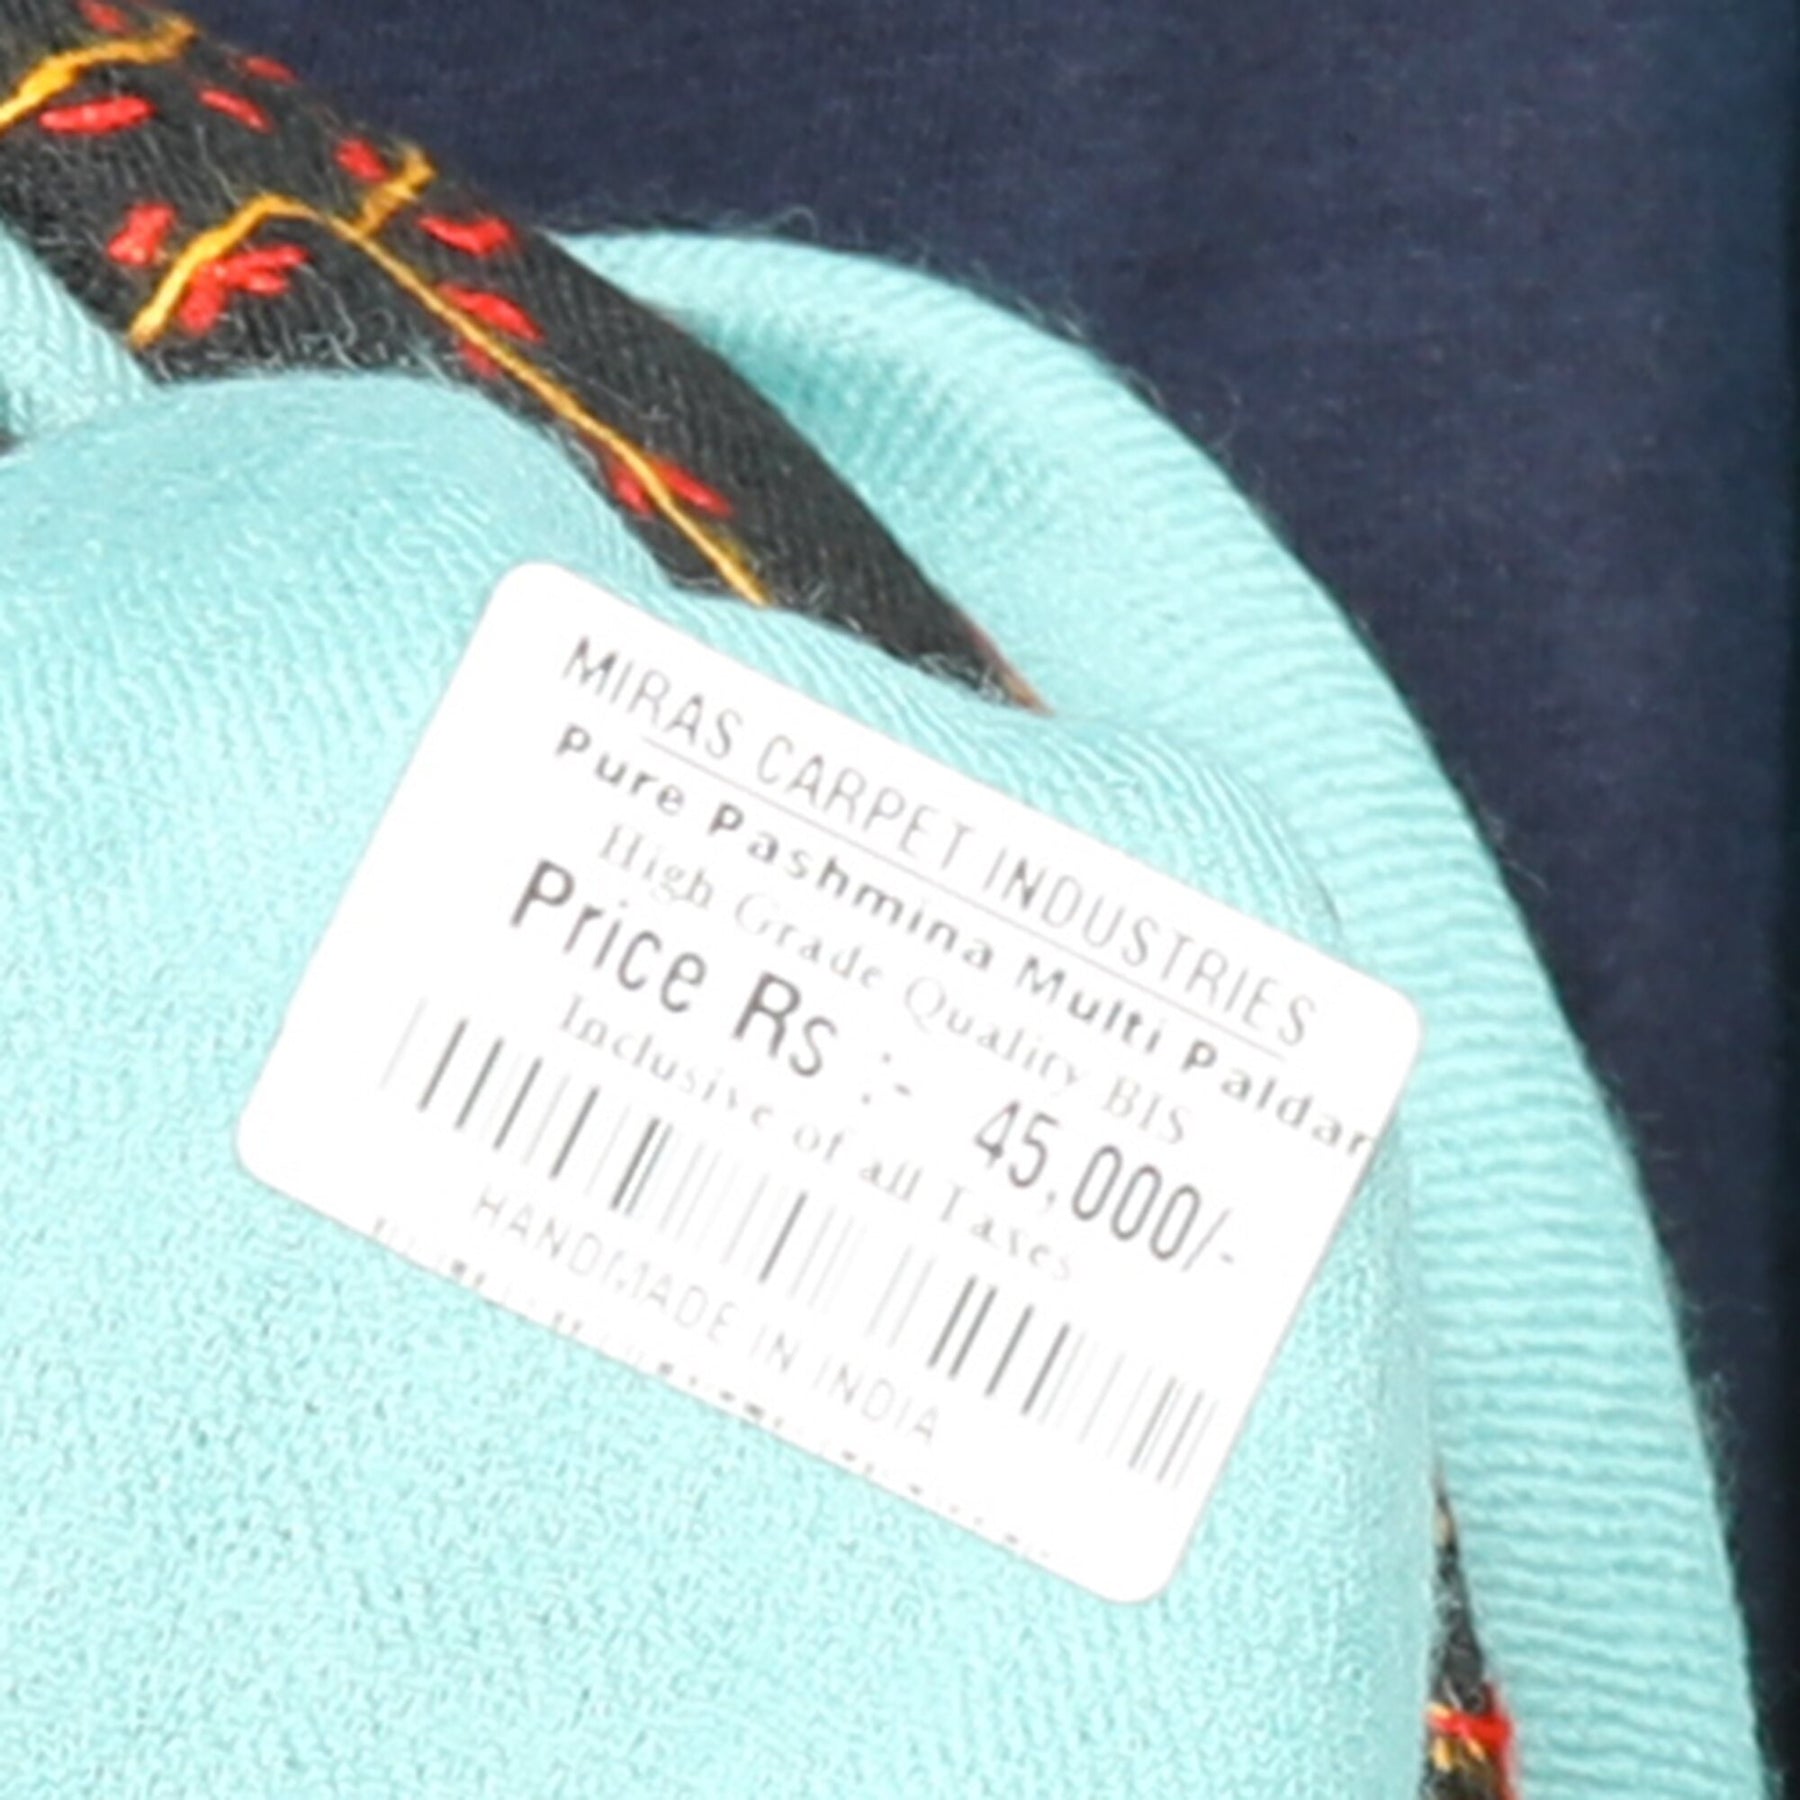 MIRAS CARPET INDUSTRIES
Pure Pashmina Multi Paldar
High Grade Quality BIS
Price Rs :- 45,000/-
Inclusive of all Taxes
HANDMADE IN INDIA